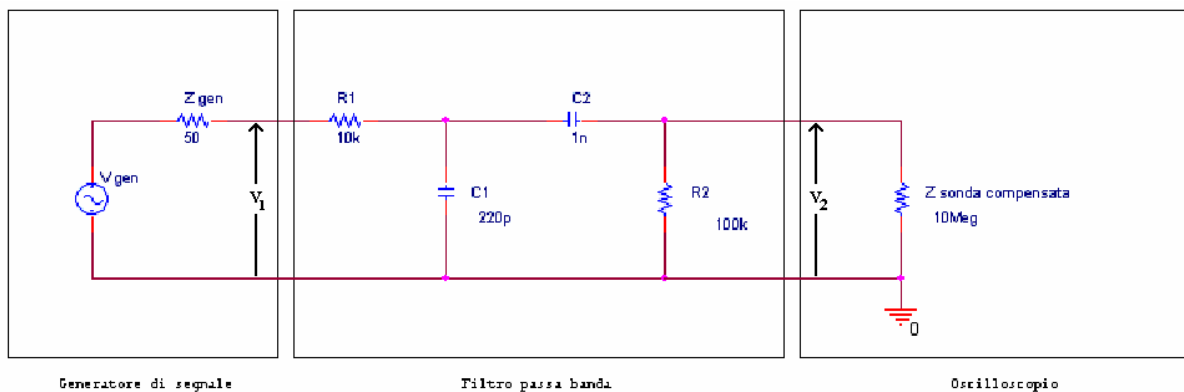 Z gen
50
V gen
V1
R1
10k
C1
220p
C2
1n
R2
100k
V2
Z sonda compensata
10Meg
0
Generatore di segnale
Filtro passa banda
Oscilloscopio